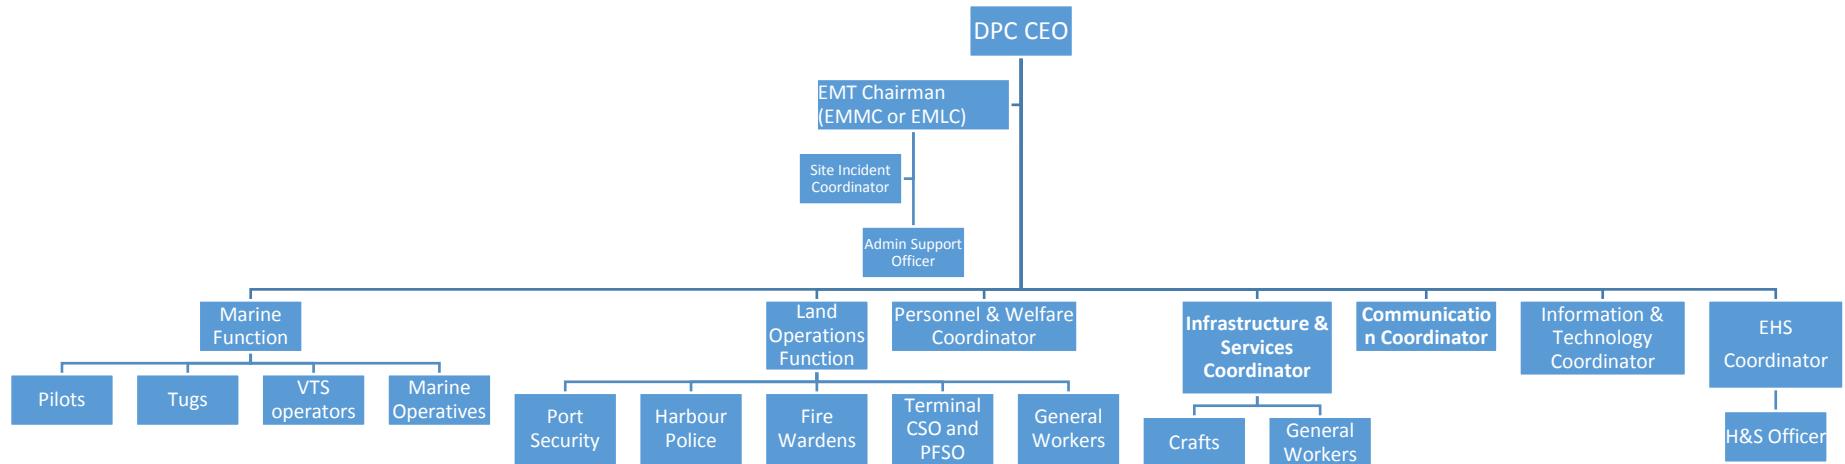 DPC CEO
EMT Chairman
(EMMC or EMLC)
Site Incident
Coordinator
Admin Support
Officer
Marine
Function
Land
Operations
Function
Personnel & Welfare
Coordinator
Infrastructure &
Services
Coordinator
Communicatio
n Coordinator
Information &
Technology
Coordinator
EHS
Coordinator
Pilots
Tugs
VTS
operators
Marine
Operatives
Port
Security
Harbour
Police
Fire
Wardens
Terminal
CSO and
PFSO
General
Workers
Crafts
General
Workers
H&S Officer